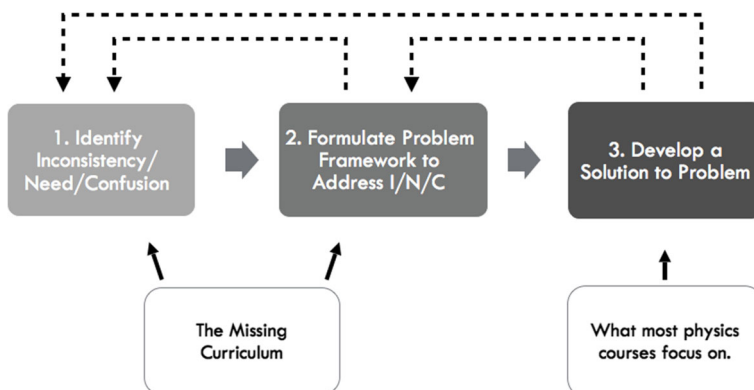 1. Identify
Inconsistency/
Need/Confusion
2. Formulate Problem
Framework to
Address I/N/C
3. Develop a
Solution to Problem
The Missing
Curriculum
What most physics
courses focus on.